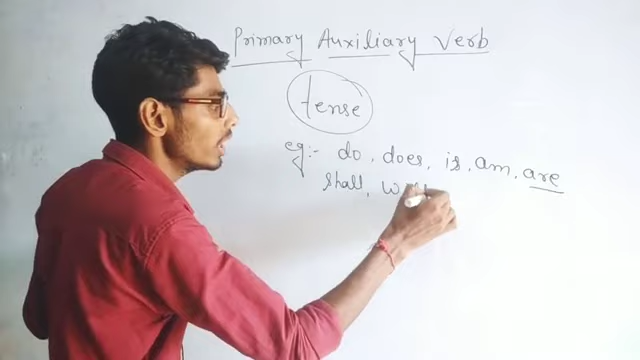 Primary Auxiliary Verb
tense
eg:- do, does, is, am, are
shall,